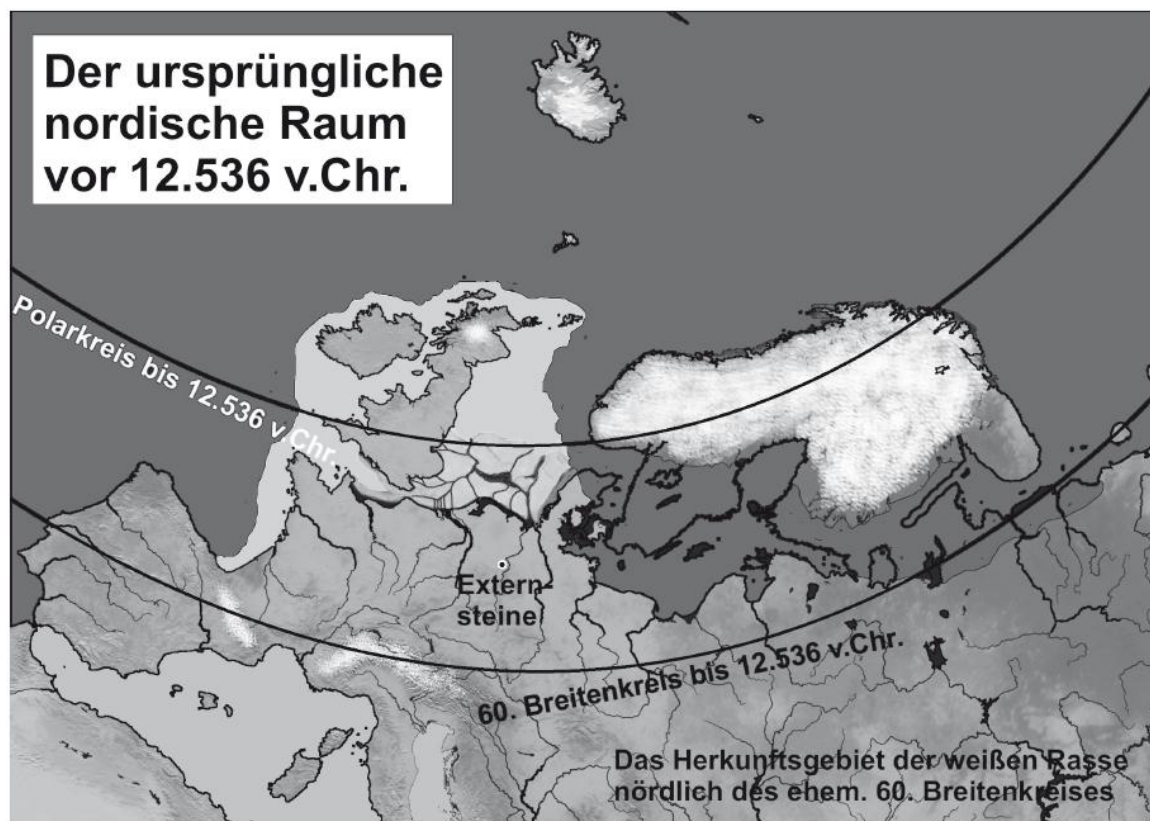 Der ursprüngliche
nordische Raum
vor 12.536 v.Chr.
Polarkreis bis 12.536 v.Chr.
Extern-
steine
60. Breitenkreis bis 12.536 v.Chr.
Das Herkunftsgebiet der weißen Rasse
nördlich des ehem. 60. Breitenkreises